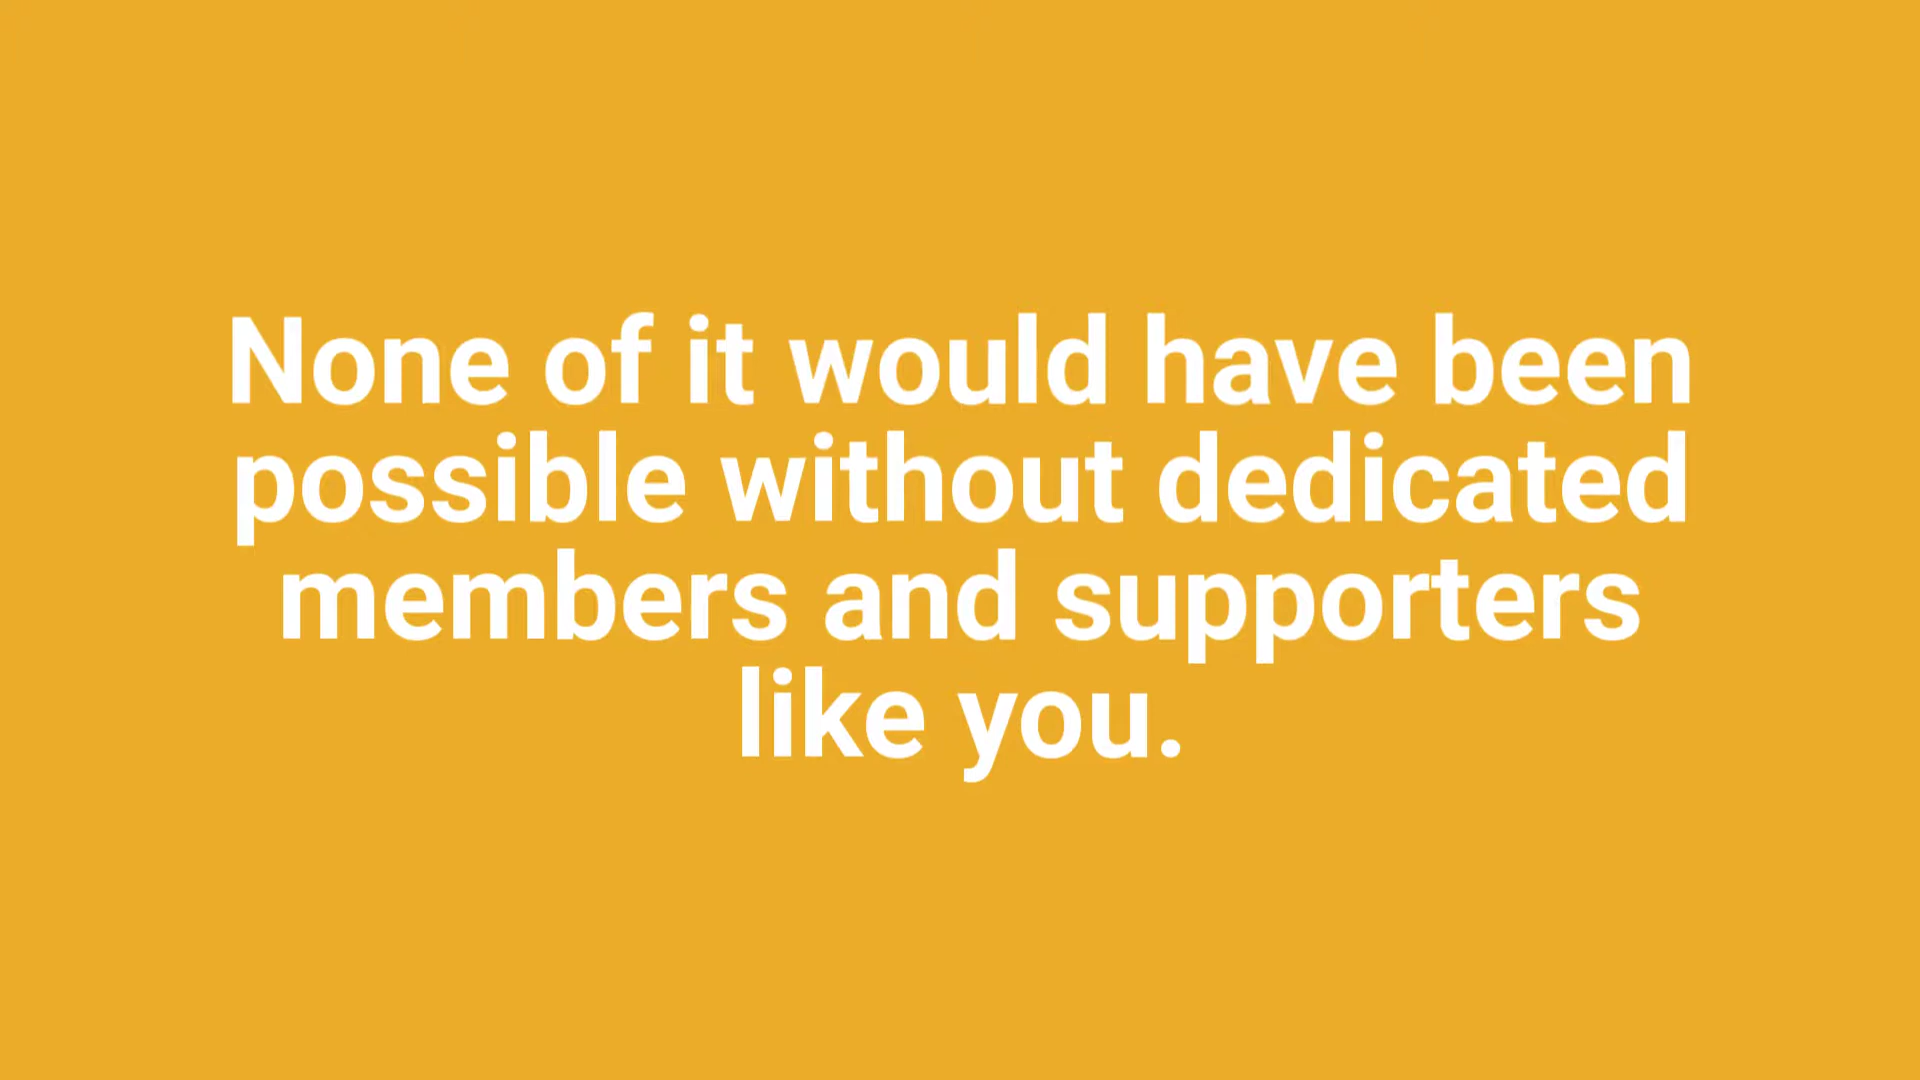 None of it would have been
possible without dedicated
members and supporters
like you.